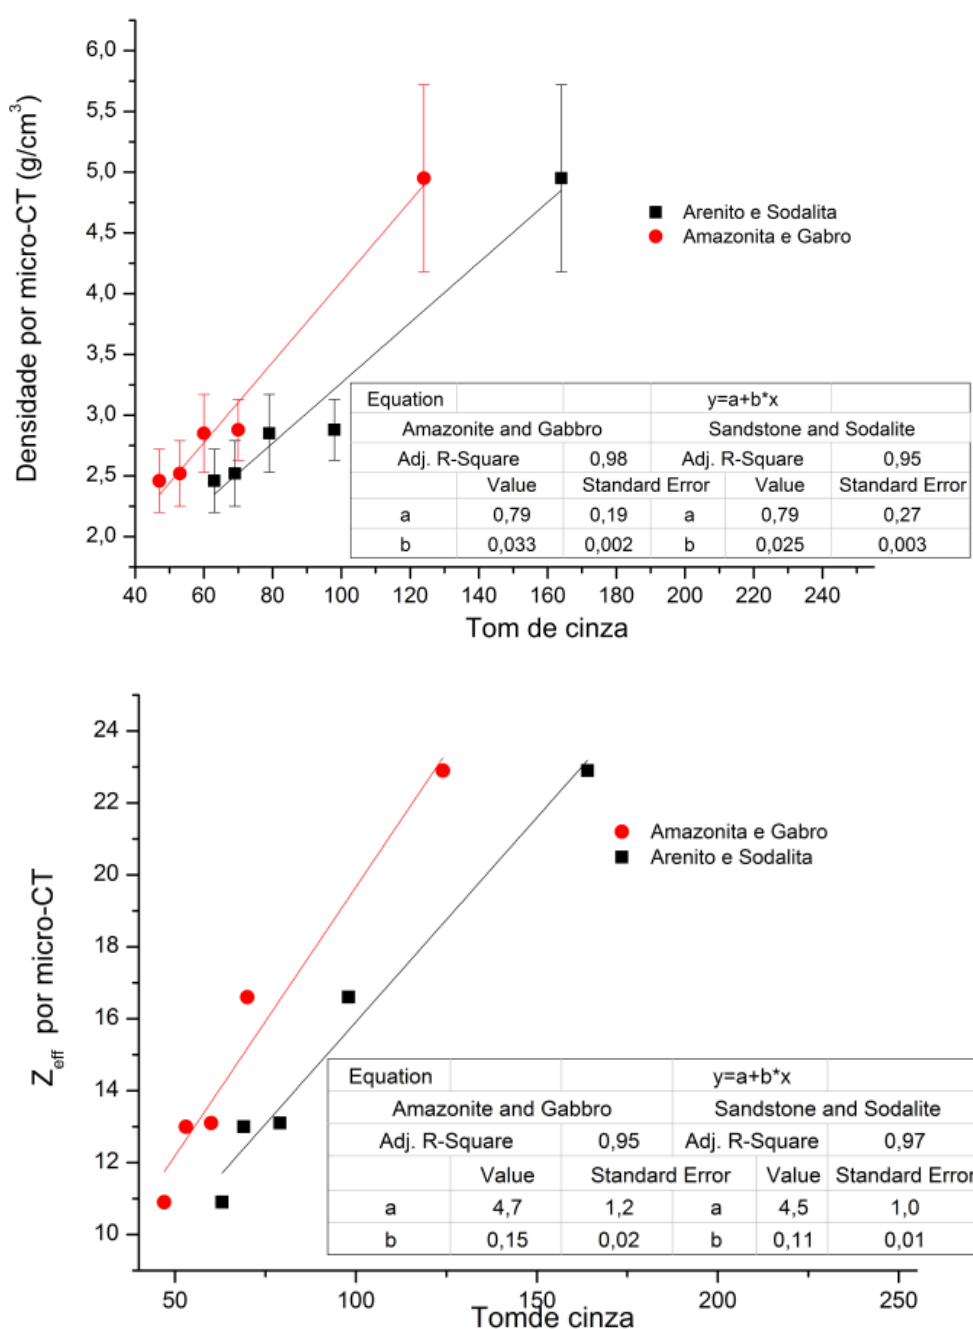 Densidade por micro-CT (g/cm³)
6,0
5,5
5,0
4,5
4,0
3,5
3,0
2,5
2,0
Arenito e Sodalita
Amazonita e Gabro
Equation y=a+b*x
Amazonite and Gabbro Sandstone and Sodalite
Adj. R-Square 0,98 Adj. R-Square 0,95
Value Standard Error Value Standard Error
a 0,79 0,19 a 0,79 0,27
b 0,033 0,002 b 0,025 0,003
40 60 80 100 120 140 160 180 200 220 240
Tom de cinza
Zeff por micro-CT
24
22
20
18
16
14
12
10
Amazonita e Gabro
Arenito e Sodalita
Equation y=a+b*x
Amazonite and Gabbro Sandstone and Sodalite
Adj. R-Square 0,95 Adj. R-Square 0,97
Value Standard Error Value Standard Error
a 4,7 1,2 a 4,5 1,0
b 0,15 0,02 b 0,11 0,01
50 100 150 200 250
Tomde cinza